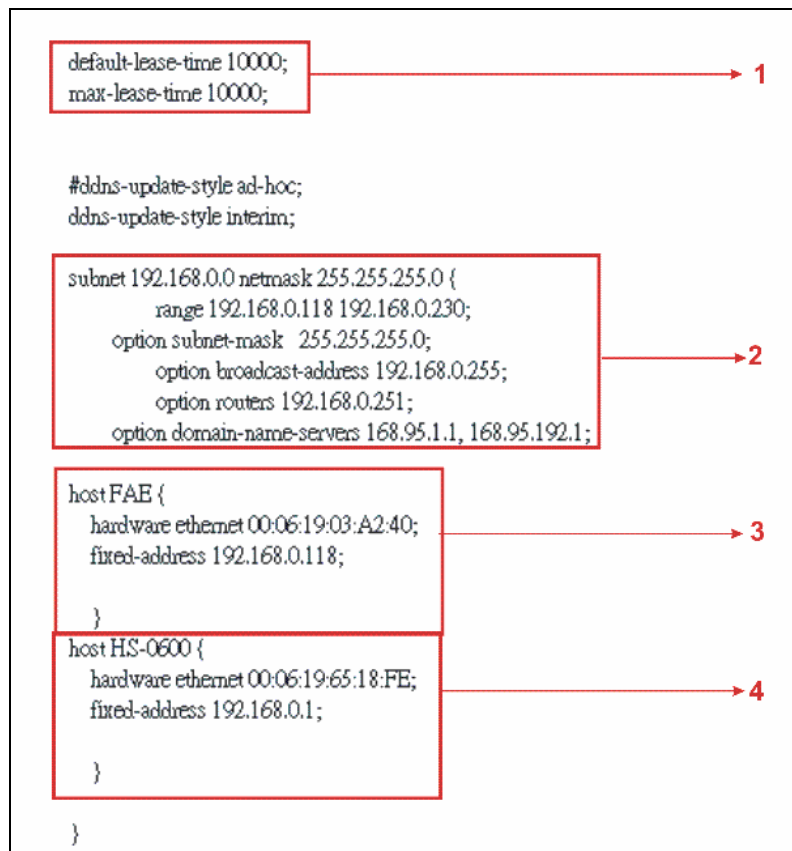 default-lease-time 10000;
max-lease-time 10000;
1
#ddns-update-style ad-hoc;
ddns-update-style interim;
subnet 192.168.0.0 netmask 255.255.255.0 {
range 192.168.0.118 192.168.0.230;
option subnet-mask 255.255.255.0;
option broadcast-address 192.168.0.255;
option routers 192.168.0.251;
option domain-name-servers 168.95.1.1, 168.95.192.1;
2
host FAE {
hardware ethernet 00:06:19:03:A2:40;
fixed-address 192.168.0.118;
}
3
host HS-0600 {
hardware ethernet 00:06:19:65:18:FE;
fixed-address 192.168.0.1;
}
4
}